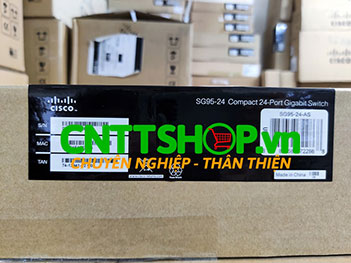 CISCO.
SG95-24 Compact 24-Port Gigabit Switch
S/N
SG95-24-AS
MAC
CNTTSHOP.vn
CHUYÊN NGHIỆP - THÂN THIỆN
TAN
Made in China